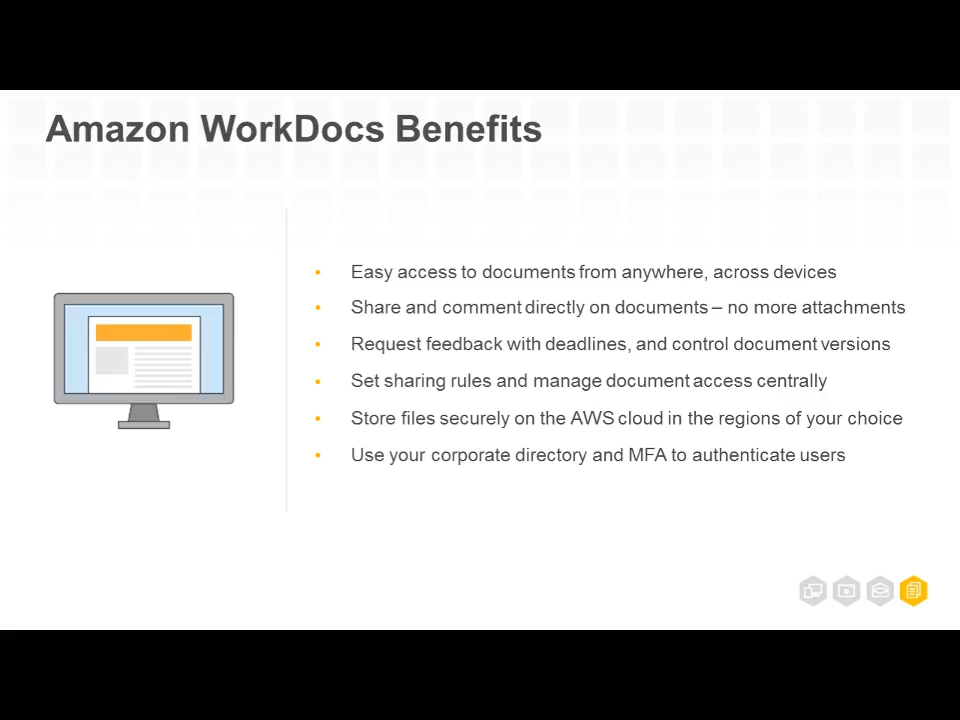 Amazon WorkDocs Benefits
• Easy access to documents from anywhere, across devices
• Share and comment directly on documents – no more attachments
• Request feedback with deadlines, and control document versions
• Set sharing rules and manage document access centrally
• Store files securely on the AWS cloud in the regions of your choice
• Use your corporate directory and MFA to authenticate users